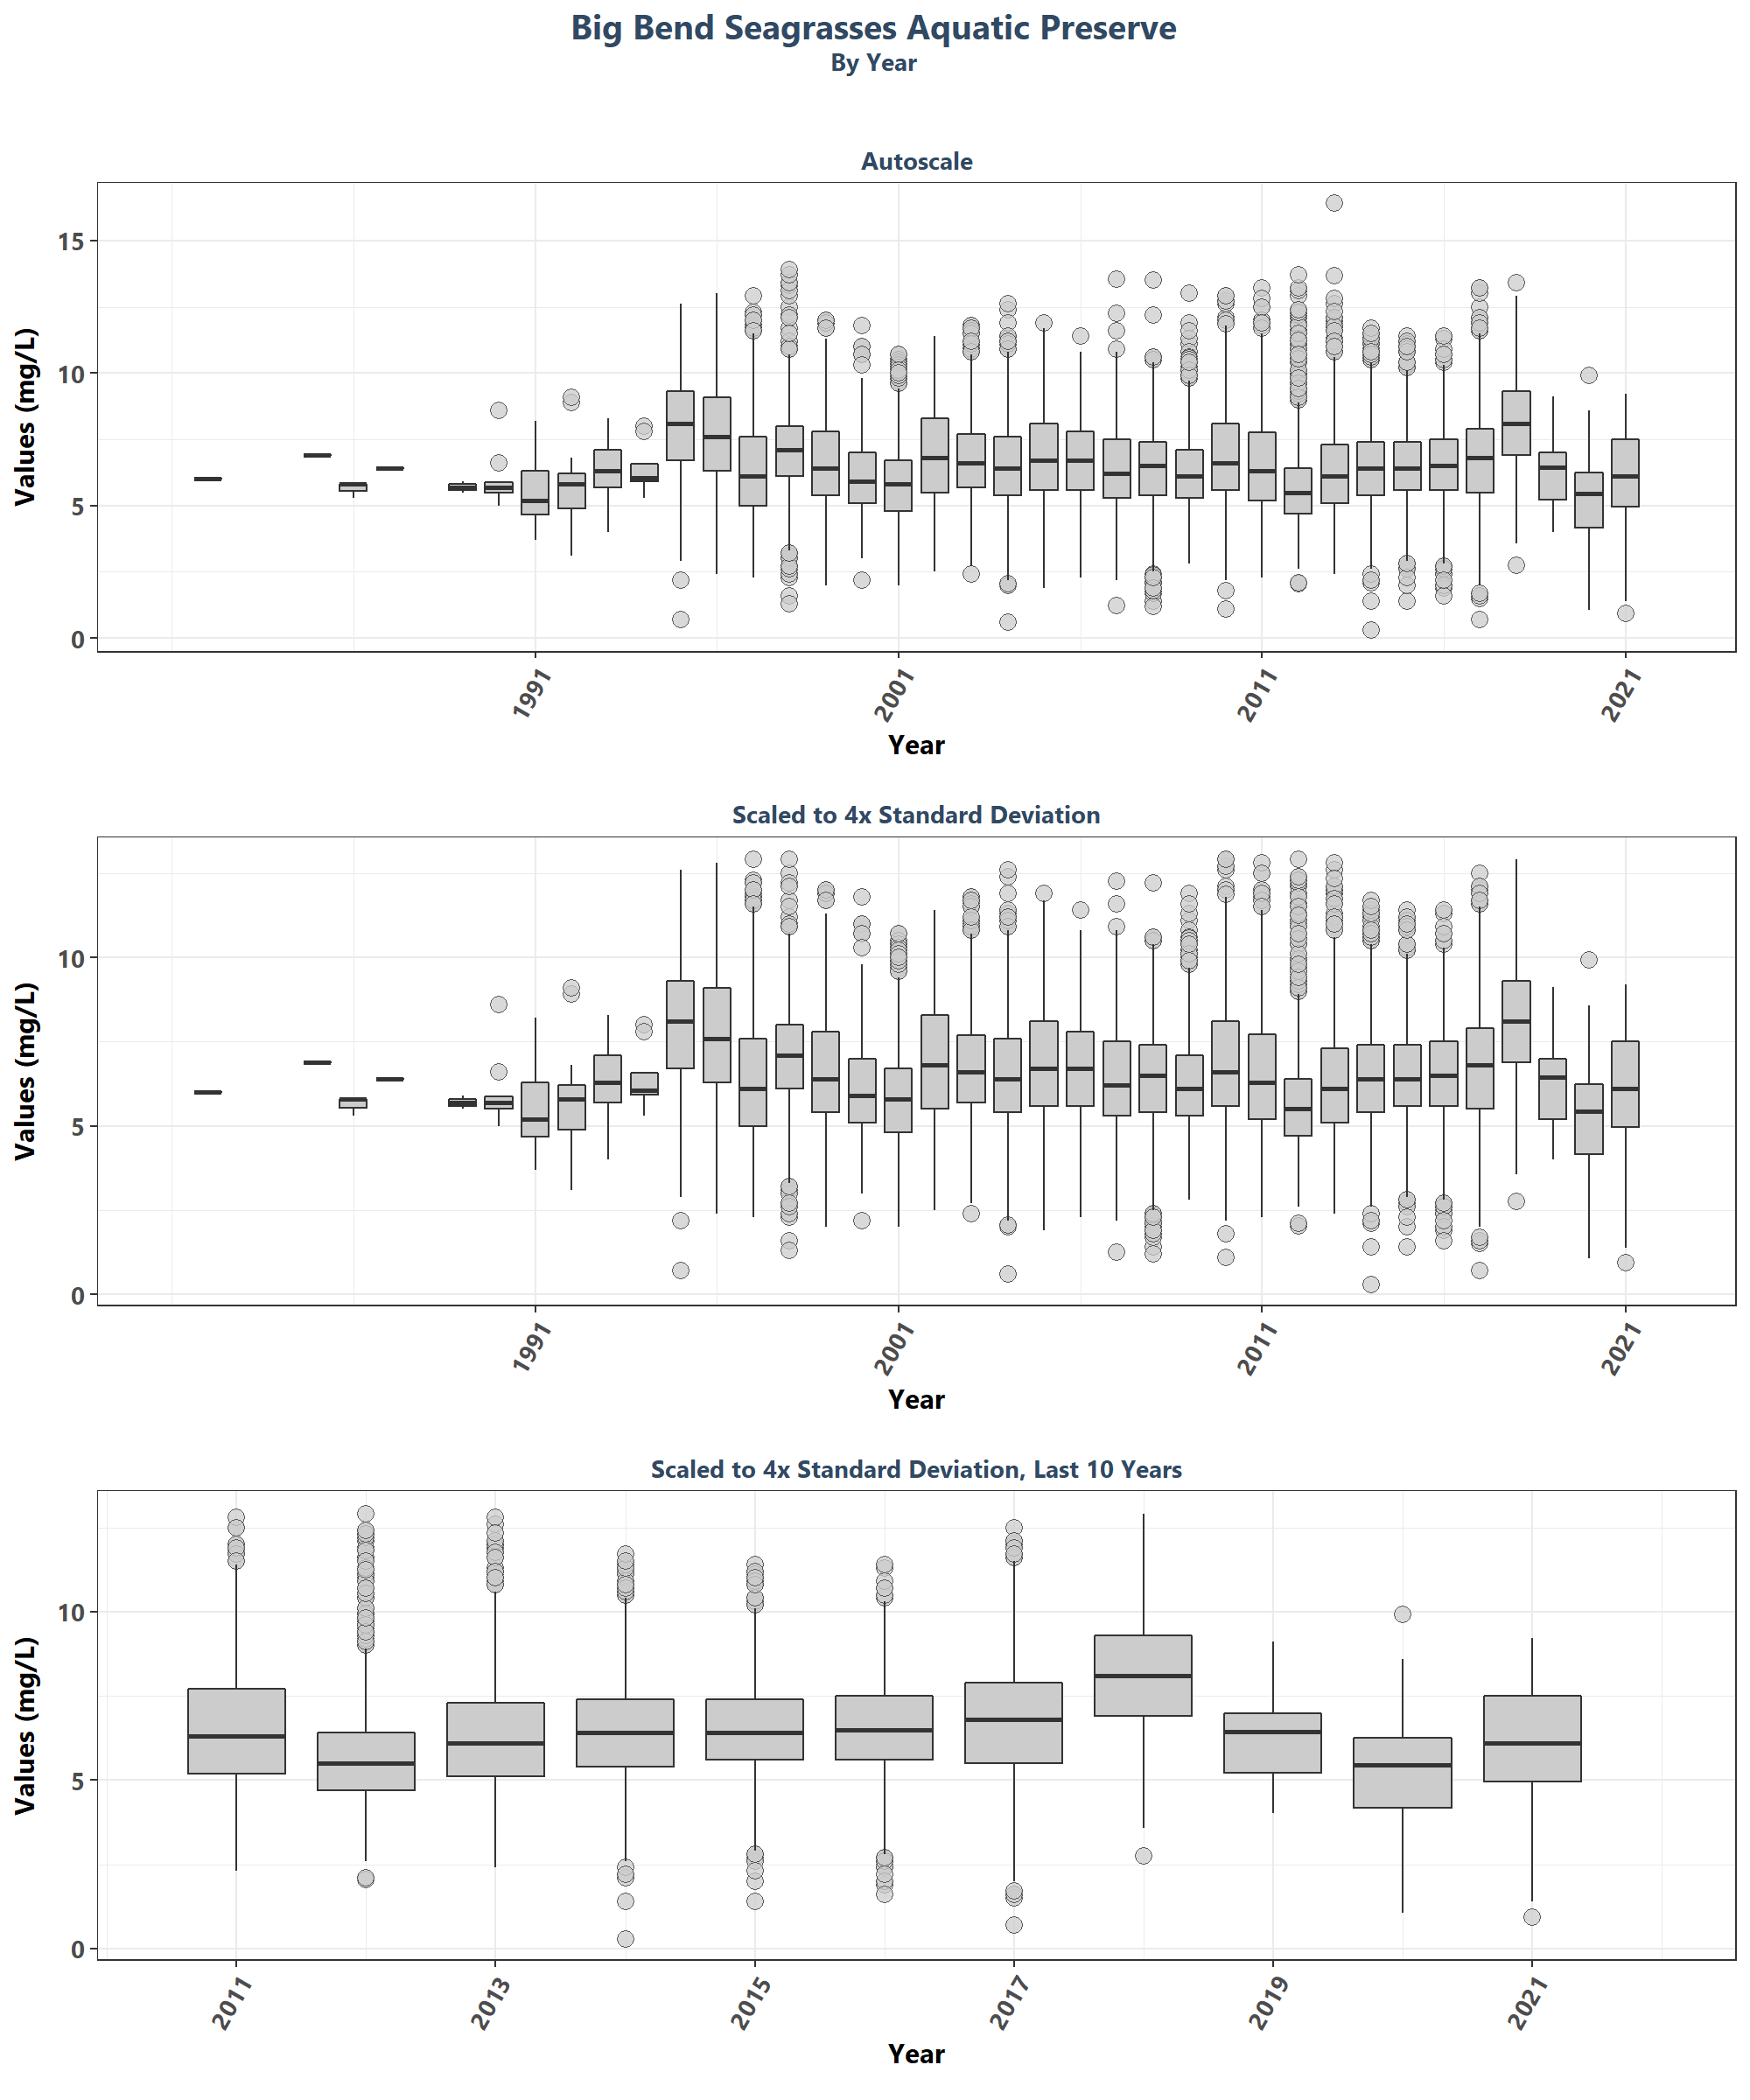 Big Bend Seagrasses Aquatic Preserve
By Year
Autoscale
Values (mg/L)
15
10
5
0
1991
2001
2011
2021
Year
Scaled to 4x Standard Deviation
Values (mg/L)
10
5
0
1991
2001
2011
2021
Year
Scaled to 4x Standard Deviation, Last 10 Years
Values (mg/L)
10
5
0
2011
2013
2015
2017
2019
2021
Year